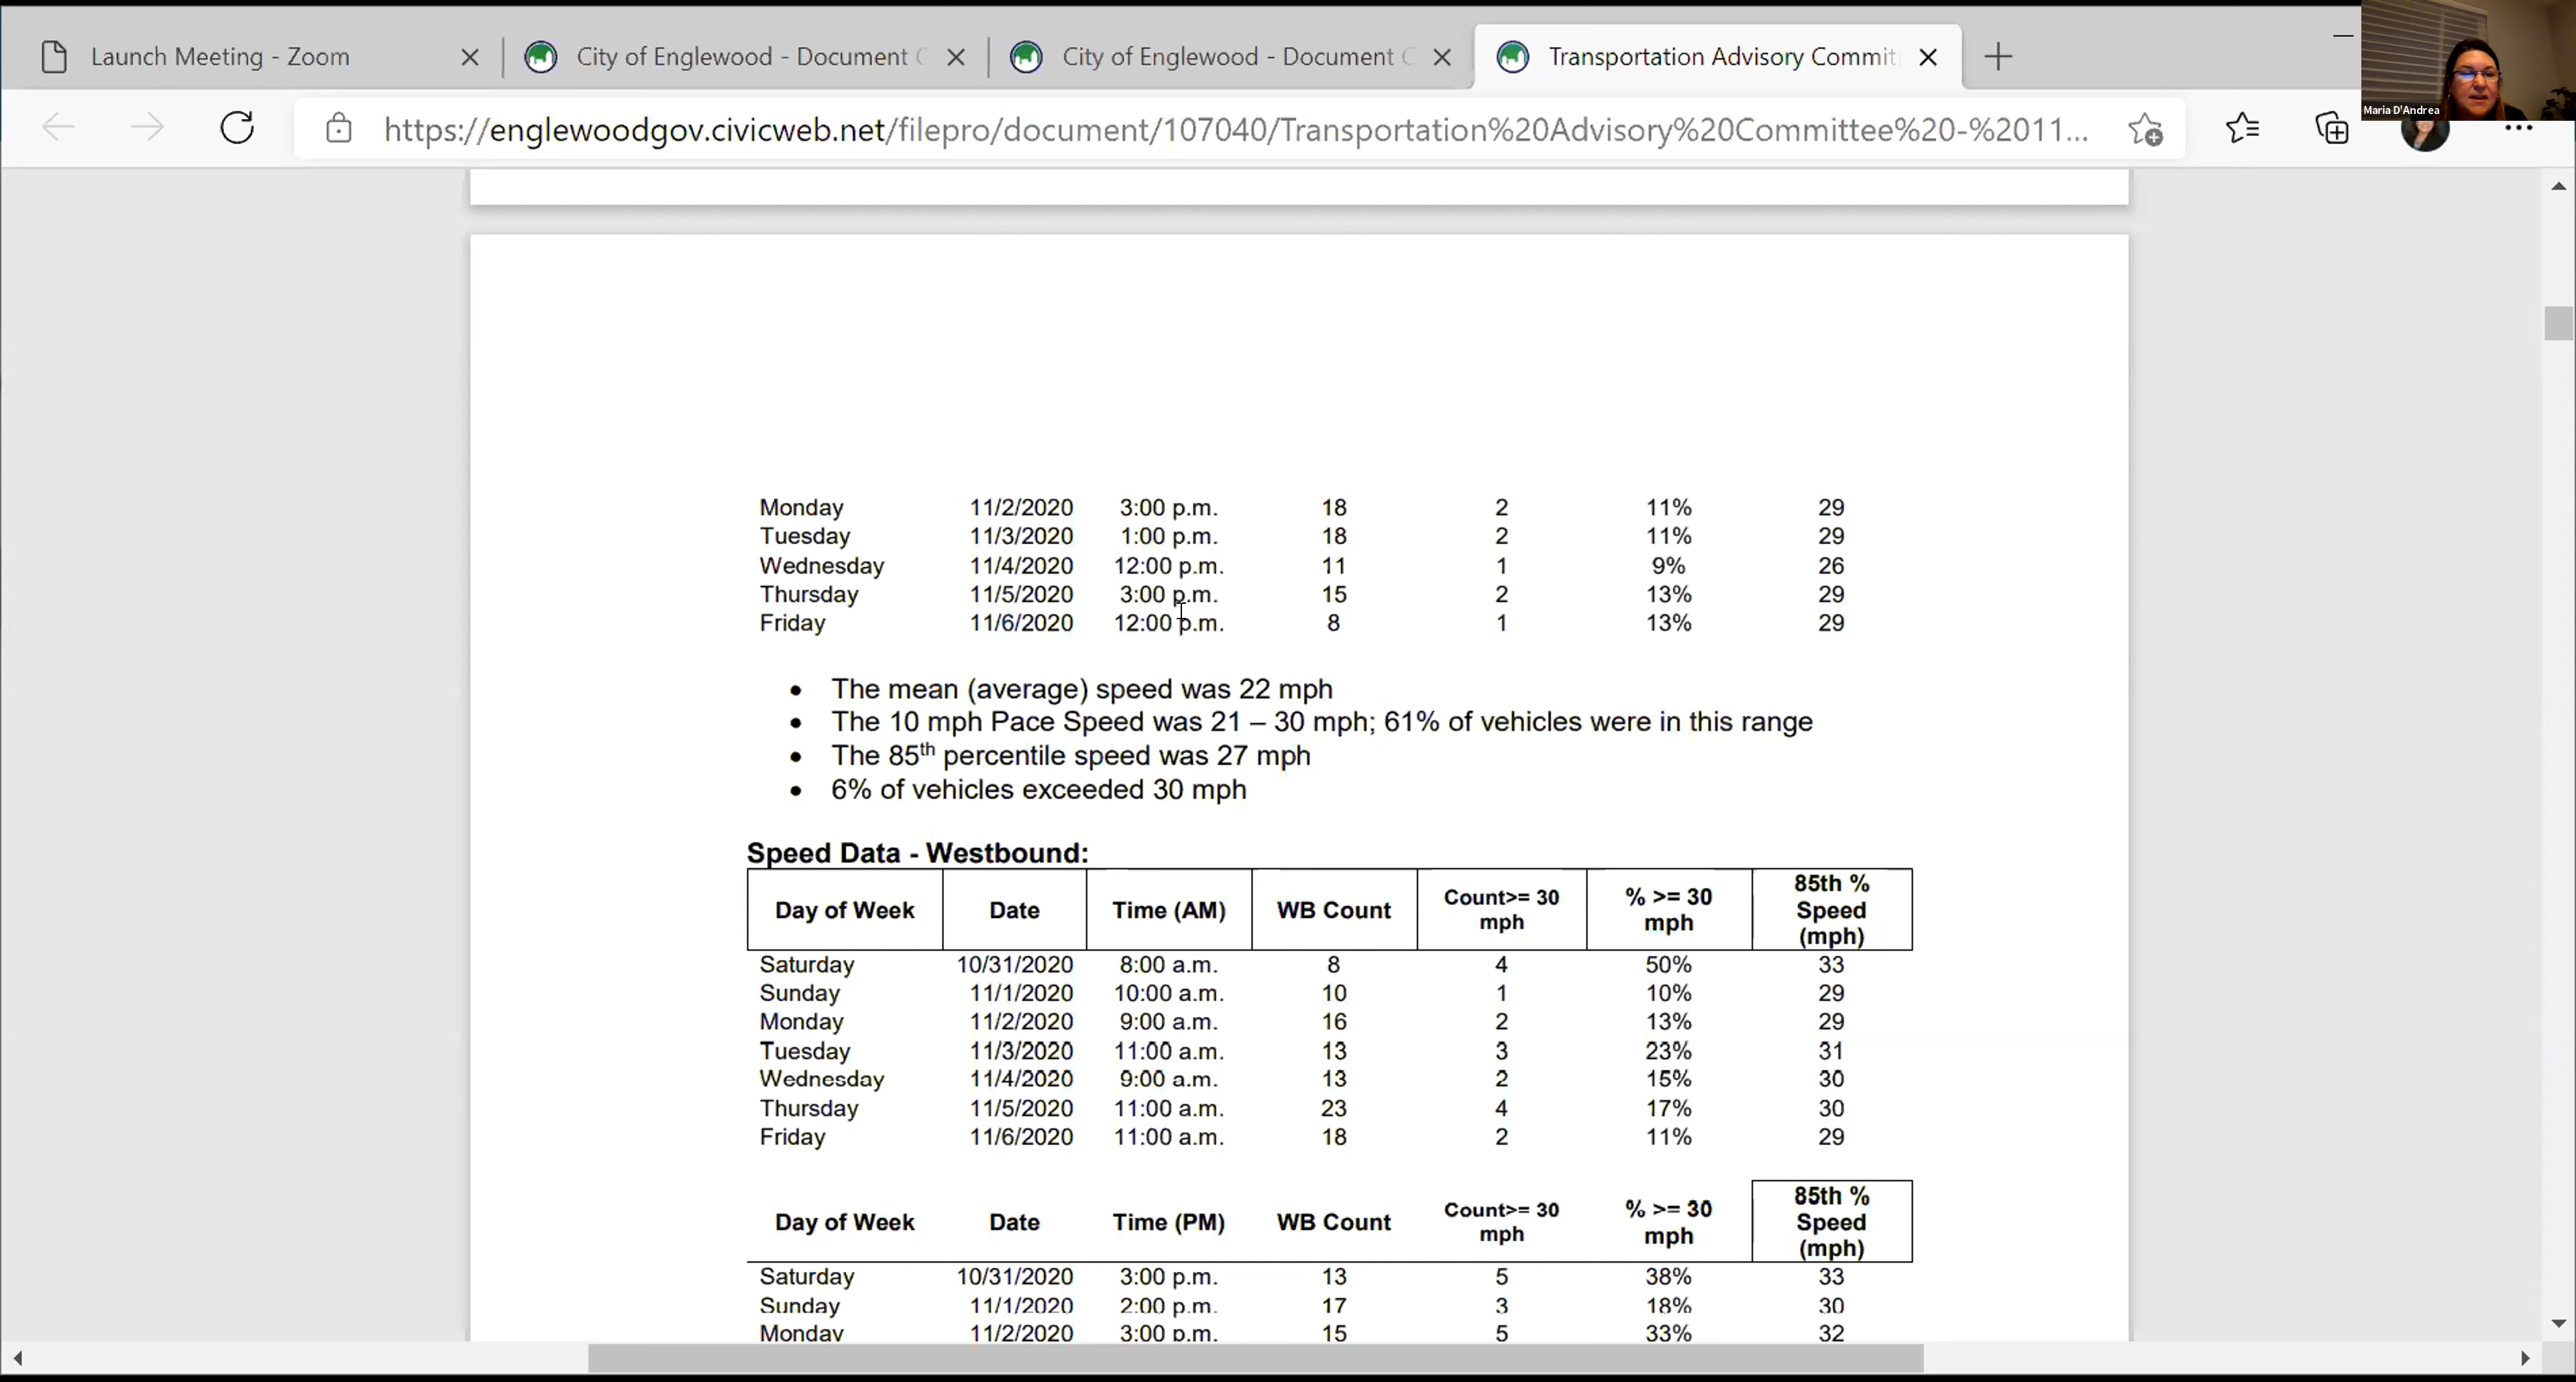 Launch Meeting - Zoom
City of Englewood - Document C
City of Englewood - Document C
Transportation Advisory Commit
Maria D'Andrea
https://englewoodgov.civicweb.net/filepro/document/107040/Transportation%20Advisory%20Committee%20-%2011...
Monday 11/2/2020 3:00 p.m. 18 2 11% 29
Tuesday 11/3/2020 1:00 p.m. 18 2 11% 29
Wednesday 11/4/2020 12:00 p.m. 11 1 9% 26
Thursday 11/5/2020 3:00 p.m. 15 2 13% 29
Friday 11/6/2020 12:00 p.m. 8 1 13% 29
• The mean (average) speed was 22 mph
• The 10 mph Pace Speed was 21 – 30 mph; 61% of vehicles were in this range
• The 85th percentile speed was 27 mph
• 6% of vehicles exceeded 30 mph
Speed Data - Westbound:
Day of Week Date Time (AM) WB Count Count>= 30 mph % >= 30 mph 85th % Speed (mph)
Saturday 10/31/2020 8:00 a.m. 8 4 50% 33
Sunday 11/1/2020 10:00 a.m. 10 1 10% 29
Monday 11/2/2020 9:00 a.m. 16 2 13% 29
Tuesday 11/3/2020 11:00 a.m. 13 3 23% 31
Wednesday 11/4/2020 9:00 a.m. 13 2 15% 30
Thursday 11/5/2020 11:00 a.m. 23 4 17% 30
Friday 11/6/2020 11:00 a.m. 18 2 11% 29
Day of Week Date Time (PM) WB Count Count>= 30 mph % >= 30 mph 85th % Speed (mph)
Saturday 10/31/2020 3:00 p.m. 13 5 38% 33
Sunday 11/1/2020 2:00 p.m. 17 3 18% 30
Monday 11/2/2020 3:00 p.m. 15 5 33% 32